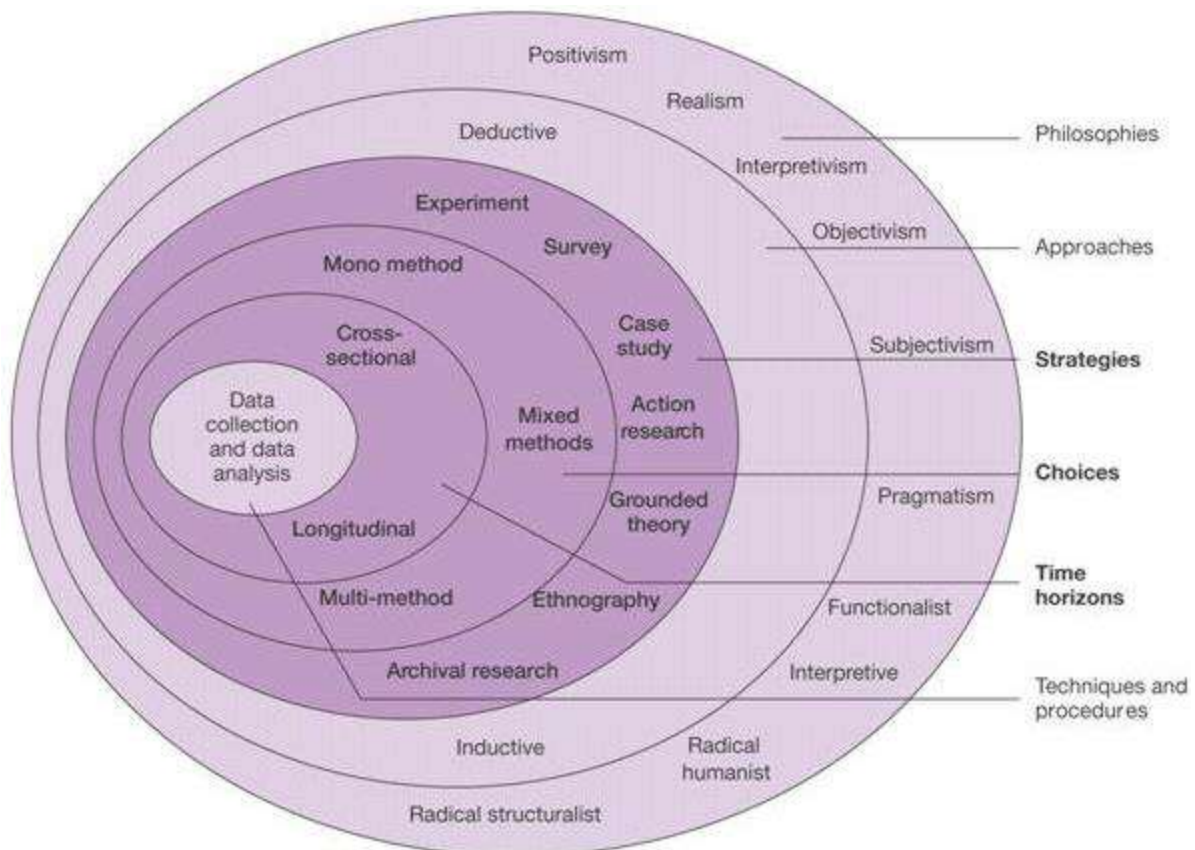 Positivism
Realism
Philosophies
Deductive
Interpretivism
Experiment
Objectivism
Survey
Approaches
Mono method
Case
study
Cross-
sectional
Subjectivism
Strategies
Data
collection
and data
analysis
Mixed
methods
Action
research
Choices
Pragmatism
Grounded
theory
Longitudinal
Time
horizons
Multi-method
Ethnography
Functionalist
Archival research
Interpretive
Techniques and
procedures
Inductive
Radical
humanist
Radical structuralist